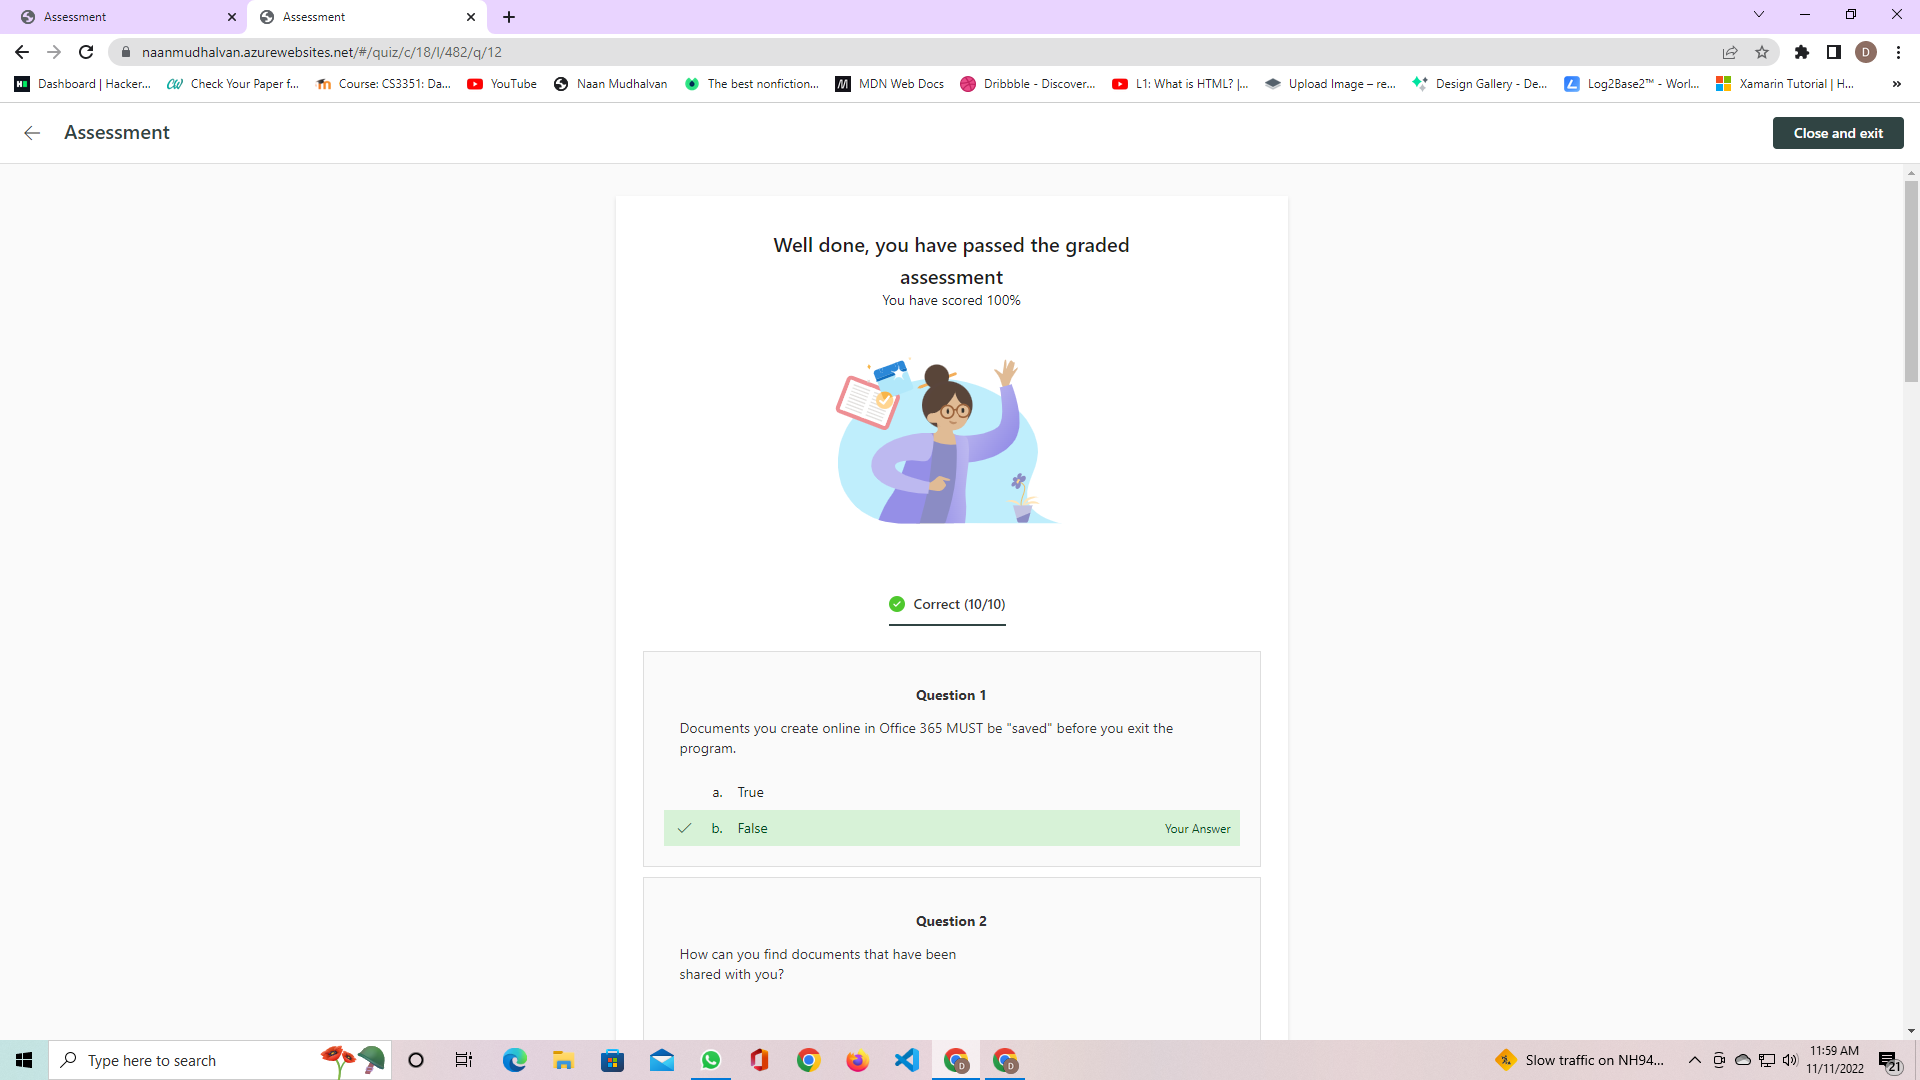 Assessment
Assessment
naanmudhalvan.azurewebsites.net/#/quiz/c/18/l/482/q/12
D
Dashboard | Hacker...
Check Your Paper f...
Course: CS3351: Da...
YouTube
Naan Mudhalvan
The best nonfiction...
MDN Web Docs
Dribbble - Discover...
L1: What is HTML? |...
Upload Image – re...
Design Gallery - De...
Log2Base2™ - Worl...
Xamarin Tutorial | H...
»
Assessment
Close and exit
Well done, you have passed the graded
assessment
You have scored 100%
Correct (10/10)
Question 1
Documents you create online in Office 365 MUST be "saved" before you exit the
program.
a. True
b. False
Your Answer
Question 2
How can you find documents that have been
shared with you?
Type here to search
D
D
Slow traffic on NH94...
11:59 AM
11/11/2022
21